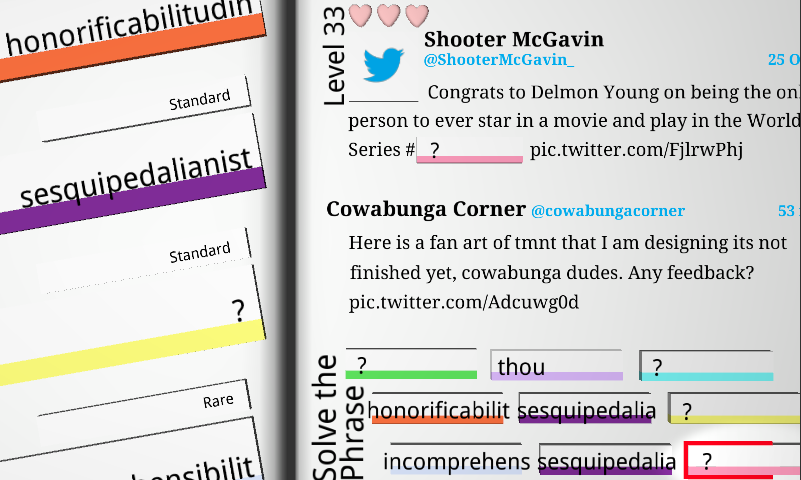 honorificabilitudin
Standard
sesquipedalianist
Standard
?
Rare
hensibilit
Level 33
Shooter McGavin
@ShooterMcGavin_
25 O
________ Congrats to Delmon Young on being the on
person to ever star in a movie and play in the World
Series # ? pic.twitter.com/FjlrwPhj
Cowabunga Corner @cowabungacorner
53
Here is a fan art of tmnt that I am designing its not
finished yet, cowabunga dudes. Any feedback?
pic.twitter.com/Adcuwg0d
Solve the
Phrase
? thou ?
honorificabilit sesquipedalia ?
incomprehens sesquipedalia ?